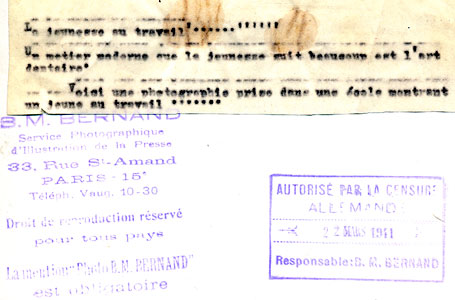 La jeunesse au travail'......''''''
Un metier moderne que la jeunesse suit beaucoup est l'art
dentaire'
Voici une photographie prise dans une école montrant
un jeune au travail '''''''
B. M. BERNAND
Service Photographique
d'Illustration de la Presse
33, Rue St-Amand
PARIS - 15e
Téléph. Vaug. 10-30
Droit de reproduction réservé
pour tous pays
La mention "Photo B. M. BERNAND"
est obligatoire
AUTORISÉ PAR LA CENSURE
ALLEMANDE
22 MARS 1941
Responsable: B. M. BERNAND